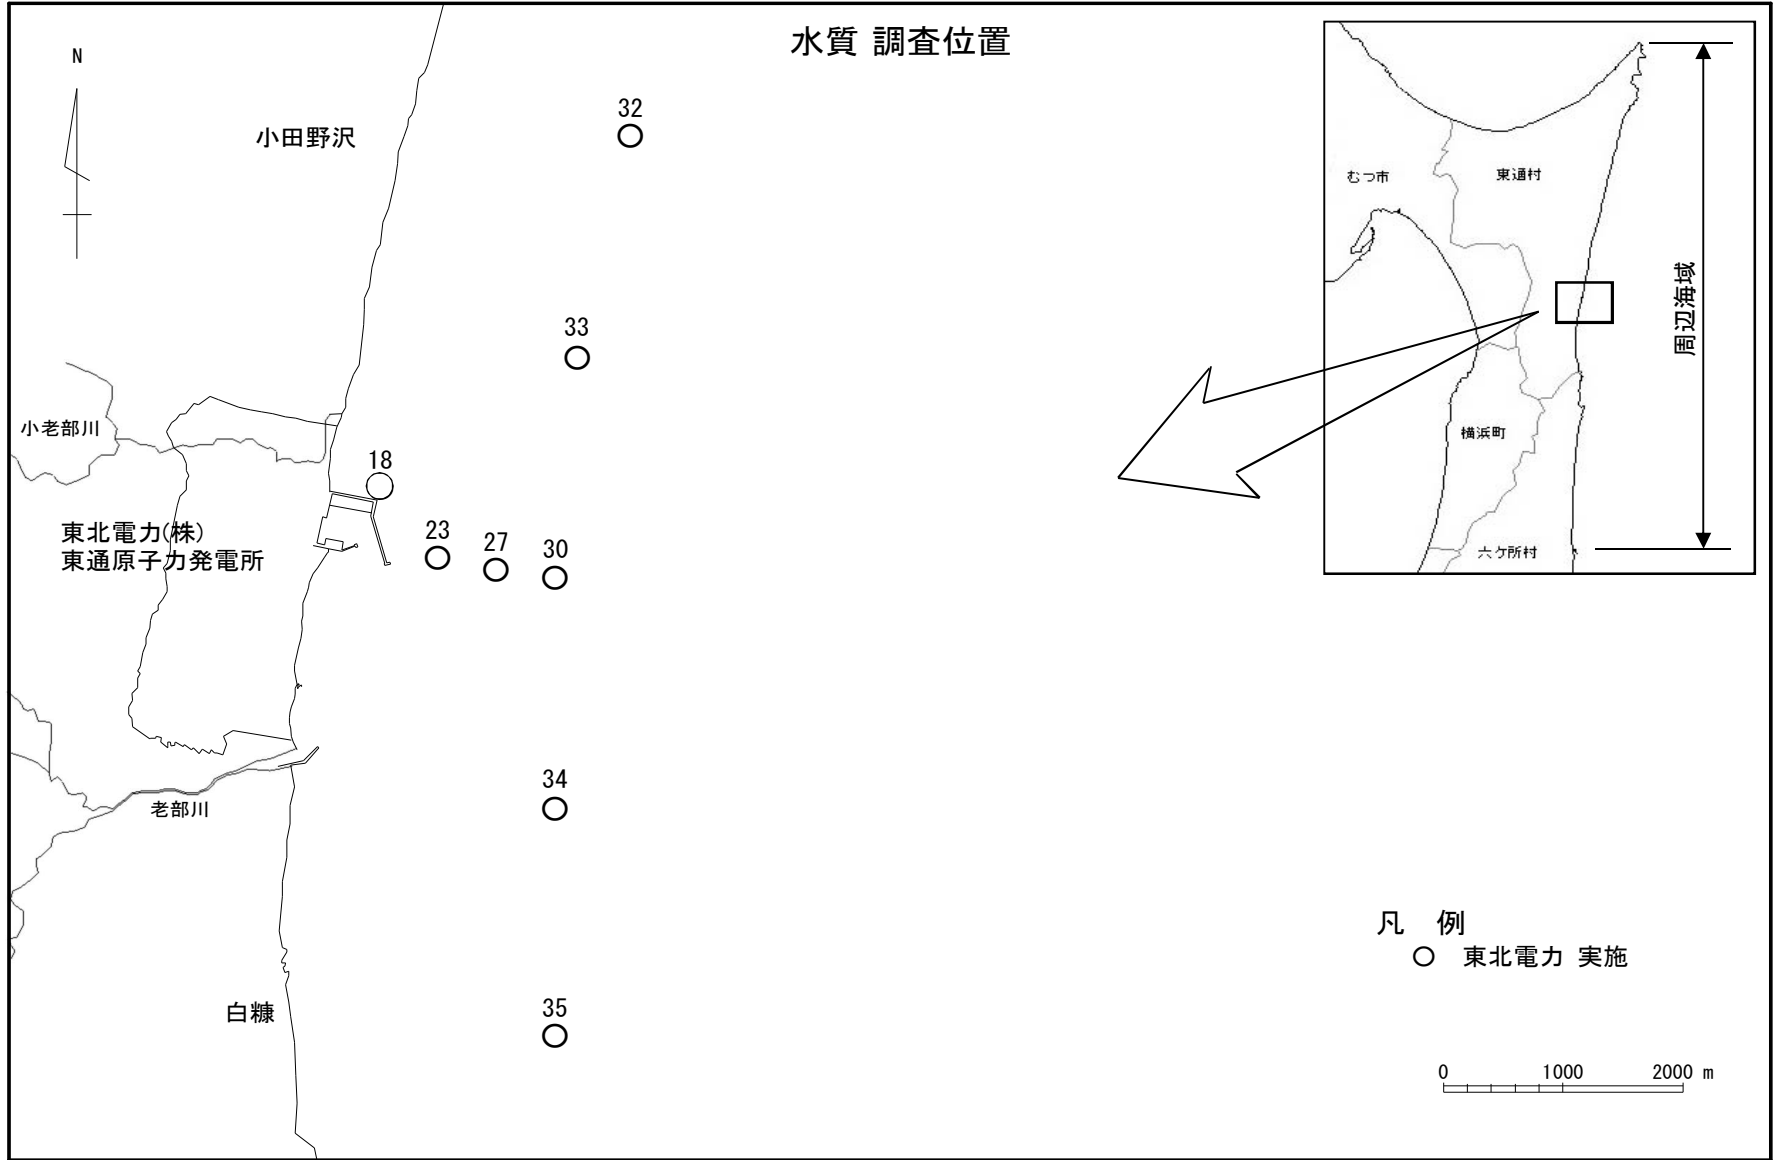 水質 調査位置
N
小田野沢
32
33
小老部川
18
東北電力(株)
東通原子力発電所
23
27
30
34
老部川
35
白糠
むつ市
東通村
横浜町
六ケ所村
周辺海域
凡 例
○ 東北電力 実施
0 1000 2000 m